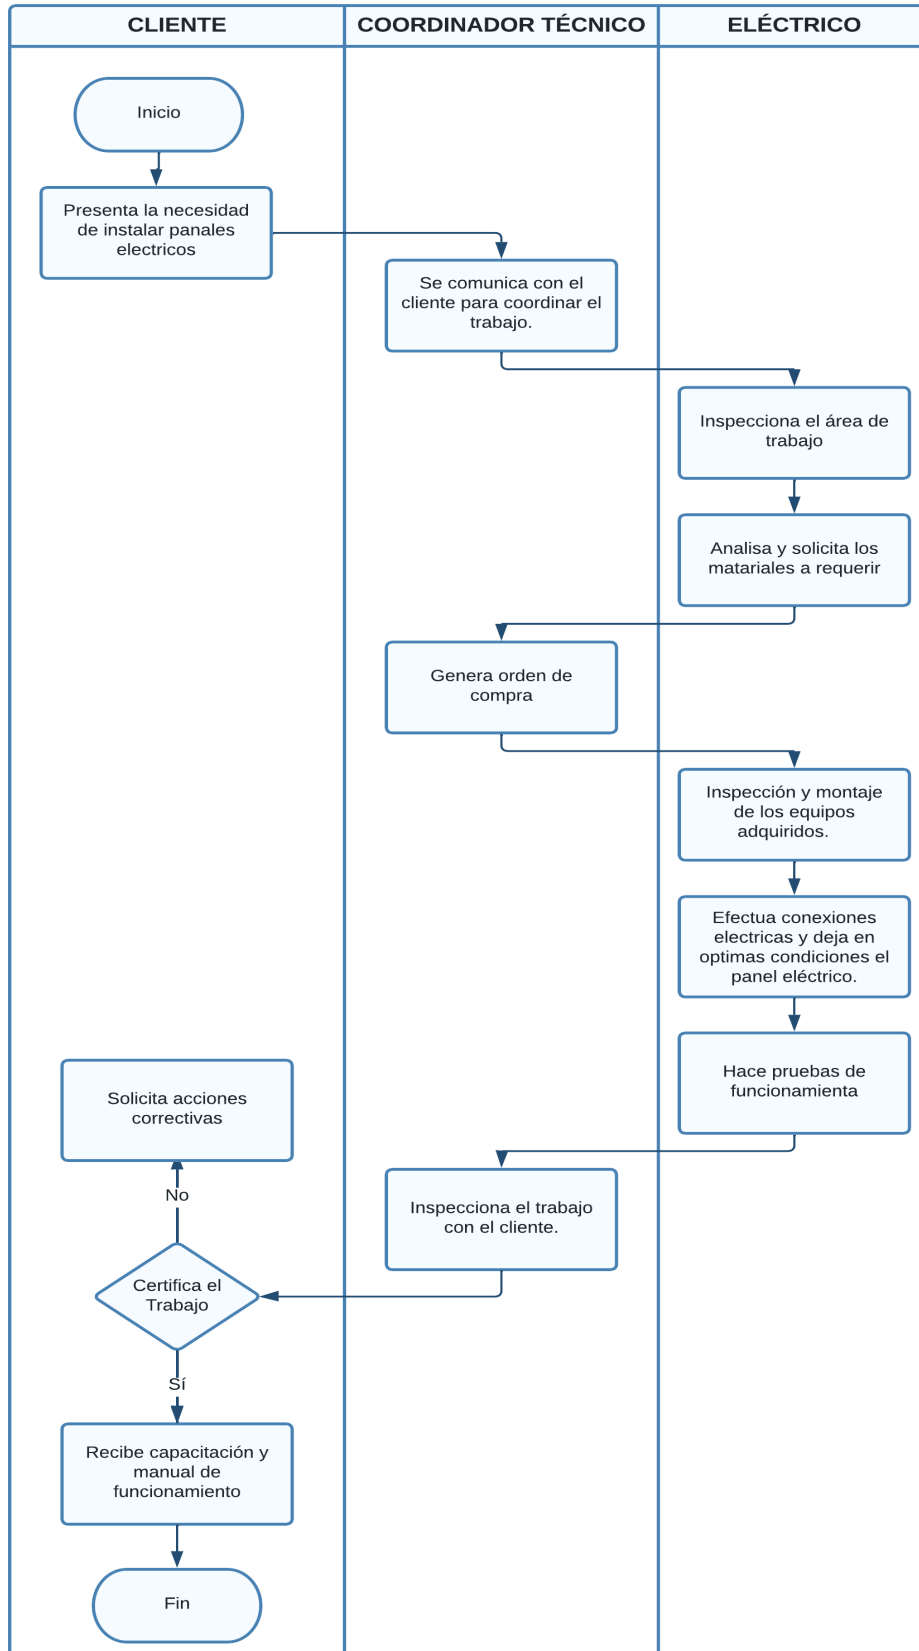 CLIENTE
COORDINADOR TÉCNICO
ELÉCTRICO
Inicio
Presenta la necesidad
de instalar panales
electricos
Se comunica con el
cliente para coordinar el
trabajo.
Inspecciona el área de
trabajo
Analisa y solicita los
matariales a requerir
Genera orden de
compra
Inspección y montaje
de los equipos
adquiridos.
Efectua conexiones
electricas y deja en
optimas condiciones el
panel eléctrico.
Hace pruebas de
funcionamienta
Inspecciona el trabajo
con el cliente.
Certifica el
Trabajo
No
Solicita acciones
correctivas
Sí
Recibe capacitación y
manual de
funcionamiento
Fin